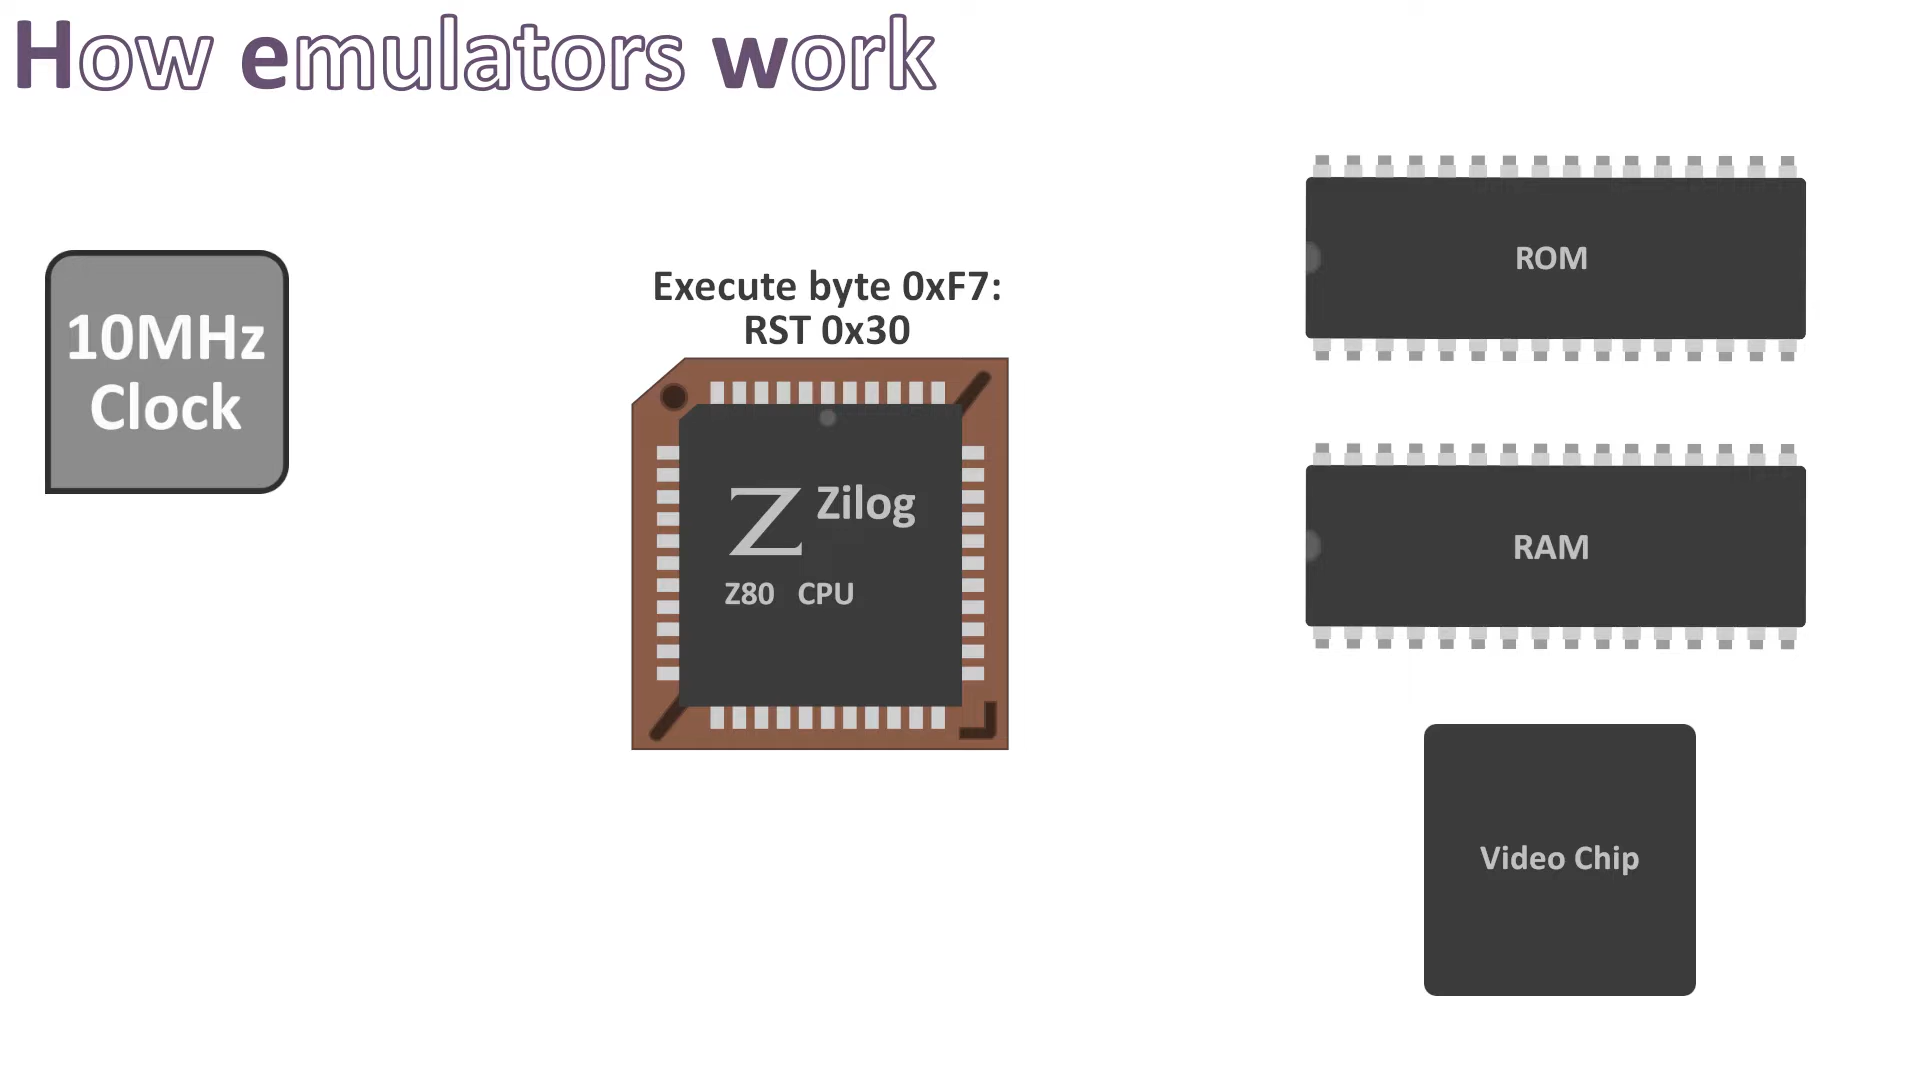 How emulators work
10MHz
Clock
Execute byte 0xF7:
RST 0x30
Z Zilog
Z80 CPU
ROM
RAM
Video Chip